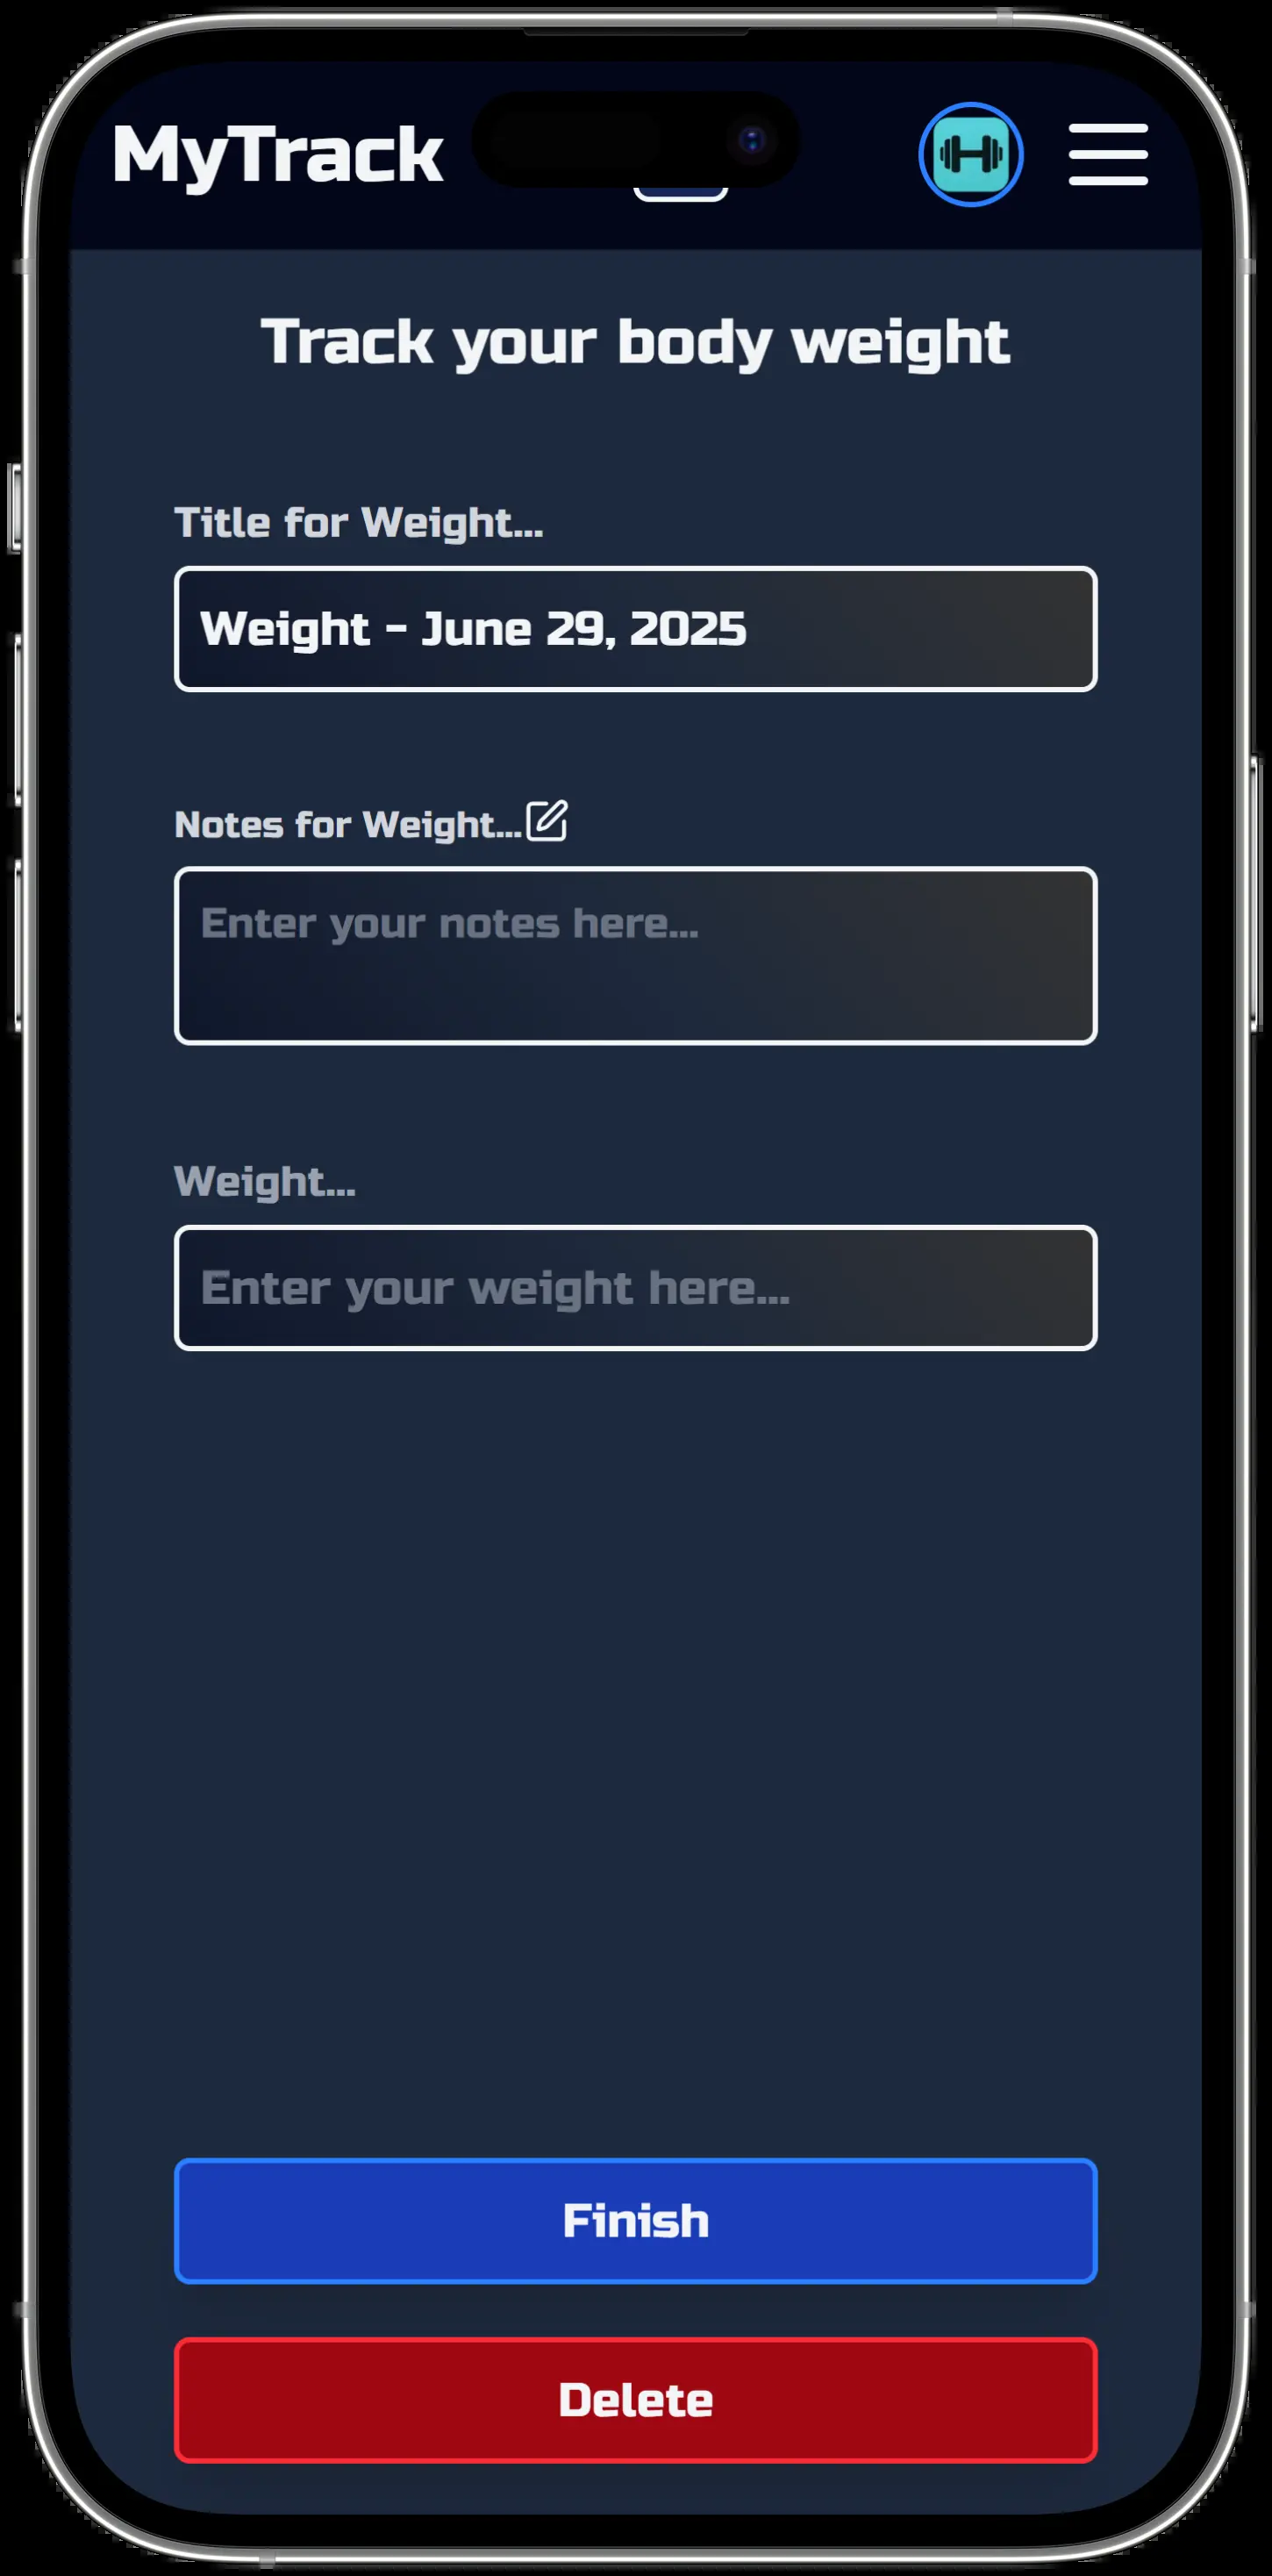 MyTrack
Track your body weight
Title for Weight...
Weight - June 29, 2025
Notes for Weight...
Enter your notes here...
Weight...
Enter your weight here...
Finish
Delete